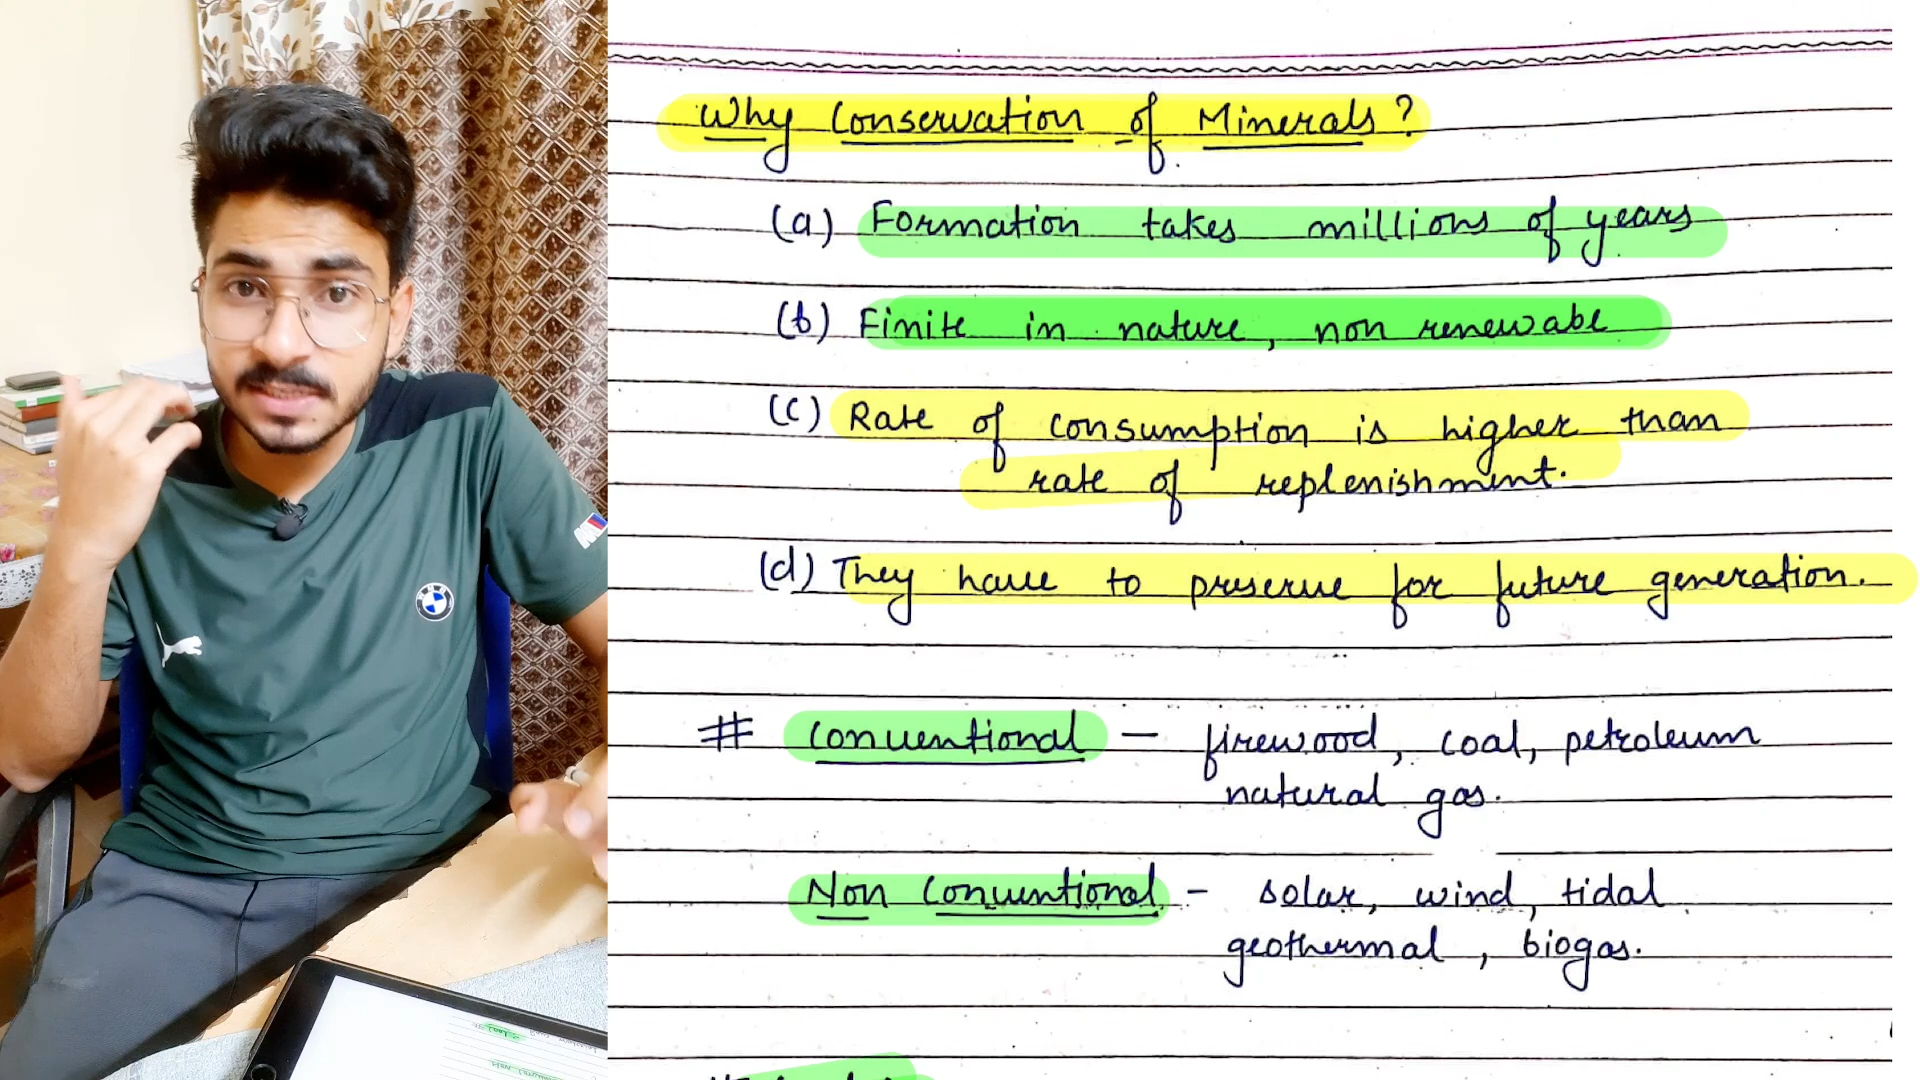 Why Conservation of Minerals?
(a) Formation takes millions of years
(b) Finite in nature, non renewabe
(c) Rate of consumption is higher than
rate of replenishment.
(d) They have to preserve for future generation.
# Conventional – firewood, coal, petroleum
natural gas.
Non Conventional - solar, wind, tidal
geothermal, biogas.